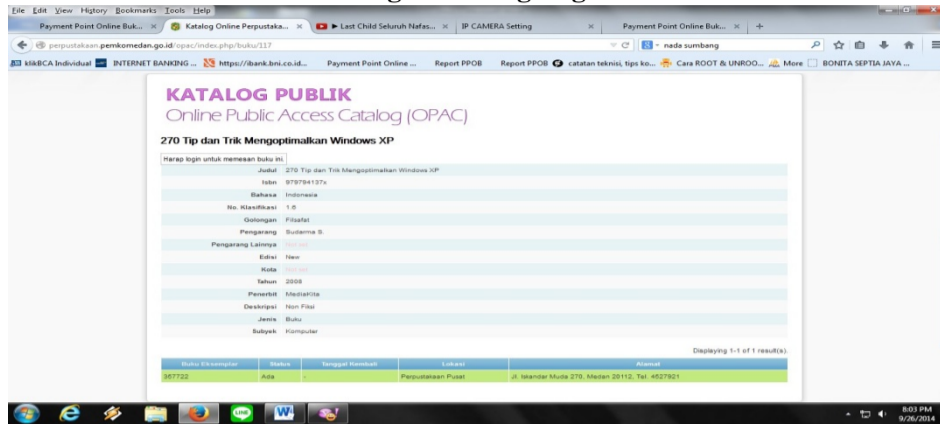 File Edit View History Bookmarks Tools Help
Payment Point Online Buk... × Katalog Online Perpustaka... × ▶ Last Child Seluruh Nafas... × IP CAMERA Setting × Payment Point Online Buk... × +
perpustakaan.pemkomedan.go.id/opac/index.php/buku/117 nada sumbang
klikBCA Individual INTERNET BANKING ... https://ibank.bni.co.id... Payment Point Online ... Report PPOB Report PPOB catatan teknisi, tips ko... Cara ROOT & UNROO... More BONITA SEPTIA JAYA ...
KATALOG PUBLIK
Online Public Access Catalog (OPAC)
270 Tip dan Trik Mengoptimalkan Windows XP
Harap login untuk memesan buku ini.
Judul 270 Tip dan Trik Mengoptimalkan Windows XP
Isbn 979794137x
Bahasa Indonesia
No. Klasifikasi 1.6
Golongan Filsafat
Pengarang Sudarma S.
Pengarang Lainnya Not set
Edisi New
Kota Not set
Tahun 2008
Penerbit MediaKita
Deskripsi Non Fiksi
Jenis Buku
Subyek Komputer
Displaying 1-1 of 1 result(s).
Buku Eksemplar Status Tanggal Kembali Lokasi Alamat
367722 Ada - Perpustakaan Pusat Jl. Iskandar Muda 270, Medan 20112, Tel. 4527921
8:03 PM
9/26/2014